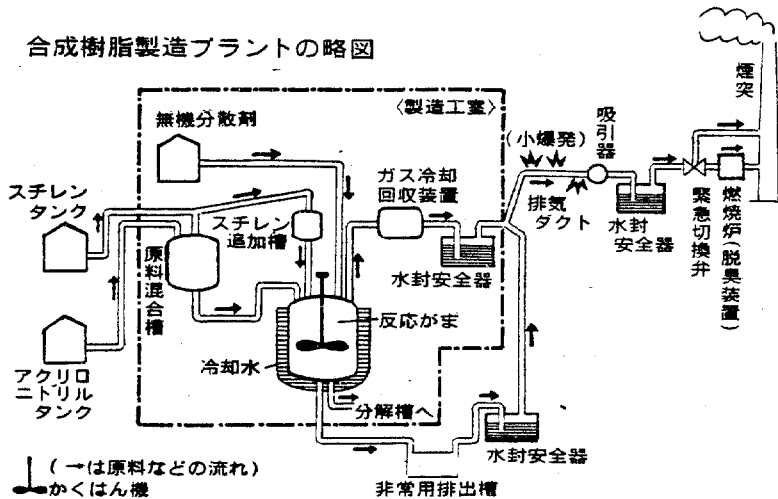 合成樹脂製造プラントの略図
〈製造工室〉
無機分散剤
スチレン
タンク
スチレン
追加槽
ガス冷却
回収装置
(小爆発)
吸引器
煙突
排気
ダクト
水封
安全器
緊急切換弁
燃焼炉(脱臭装置)
原料混合槽
水封安全器
反応がま
冷却水
アクリロ
ニトリル
タンク
分解槽へ
水封安全器
非常用排出槽
(→は原料などの流れ)
かくはん機